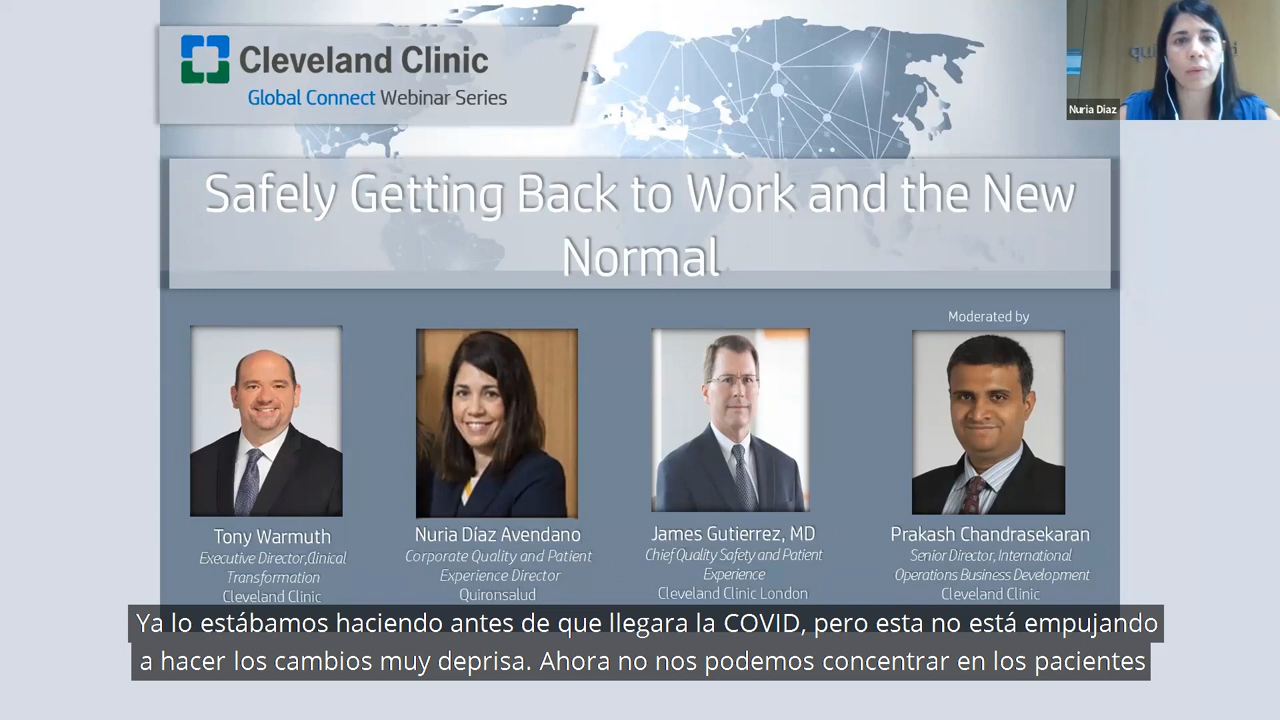 Cleveland Clinic
Global Connect Webinar Series
Nuria Diaz
Safely Getting Back to Work and the New
Normal
Moderated by
Tony Warmuth
Executive Director,Clinical
Transformation
Cleveland Clinic
Nuria Díaz Avendano
Corporate Quality and Patient
Experience Director
Quironsalud
James Gutierrez, MD
Chief Quality Safety and Patient
Experience
Cleveland Clinic London
Prakash Chandrasekaran
Senior Director, International
Operations Business Development
Cleveland Clinic
Ya lo estábamos haciendo antes de que llegara la COVID, pero esta no está empujando
a hacer los cambios muy deprisa. Ahora no nos podemos concentrar en los pacientes